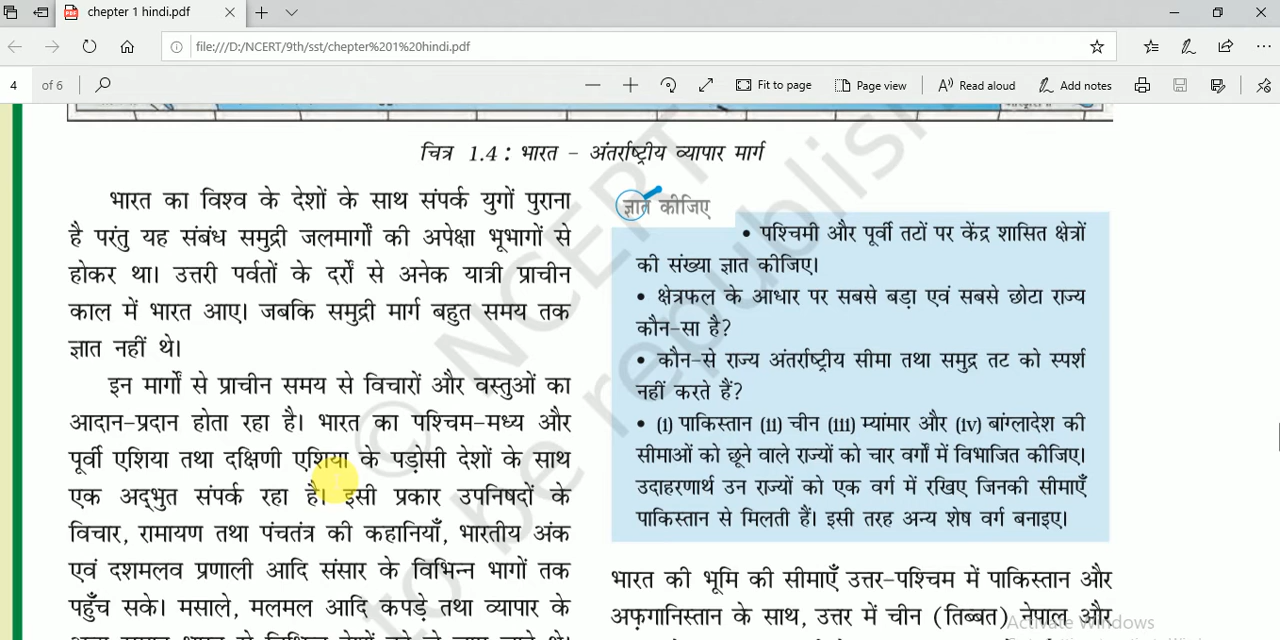 chepter 1 hindi.pdf
file:///D:/NCERT/9th/sst/chepter%201%20hindi.pdf
4 of 6 Fit to page Page view Read aloud Add notes
चित्र 1.4 : भारत – अंतर्राष्ट्रीय व्यापार मार्ग
भारत का विश्व के देशों के साथ संपर्क युगों पुराना
है परंतु यह संबंध समुद्री जलमार्गों की अपेक्षा भूभागों से
होकर था। उत्तरी पर्वतों के दर्रों से अनेक यात्री प्राचीन
काल में भारत आए। जबकि समुद्री मार्ग बहुत समय तक
ज्ञात नहीं थे।
इन मार्गों से प्राचीन समय से विचारों और वस्तुओं का
आदान-प्रदान होता रहा है। भारत का पश्चिम-मध्य और
पूर्वी एशिया तथा दक्षिणी एशिया के पड़ोसी देशों के साथ
एक अद्भुत संपर्क रहा है। इसी प्रकार उपनिषदों के
विचार, रामायण तथा पंचतंत्र की कहानियाँ, भारतीय अंक
एवं दशमलव प्रणाली आदि संसार के विभिन्न भागों तक
पहुँच सके। मसाले, मलमल आदि कपड़े तथा व्यापार के
ज्ञात कीजिए
• पश्चिमी और पूर्वी तटों पर केंद्र शासित क्षेत्रों
की संख्या ज्ञात कीजिए।
• क्षेत्रफल के आधार पर सबसे बड़ा एवं सबसे छोटा राज्य
कौन-सा है?
• कौन-से राज्य अंतर्राष्ट्रीय सीमा तथा समुद्र तट को स्पर्श
नहीं करते हैं?
• (i) पाकिस्तान (ii) चीन (iii) म्यांमार और (iv) बांग्लादेश की
सीमाओं को छूने वाले राज्यों को चार वर्गों में विभाजित कीजिए।
उदाहरणार्थ उन राज्यों को एक वर्ग में रखिए जिनकी सीमाएँ
पाकिस्तान से मिलती हैं। इसी तरह अन्य शेष वर्ग बनाइए।
भारत की भूमि की सीमाएँ उत्तर-पश्चिम में पाकिस्तान और
अफ़गानिस्तान के साथ, उत्तर में चीन (तिब्बत) नेपाल और
© NCERT
to be republish
Activate Windows